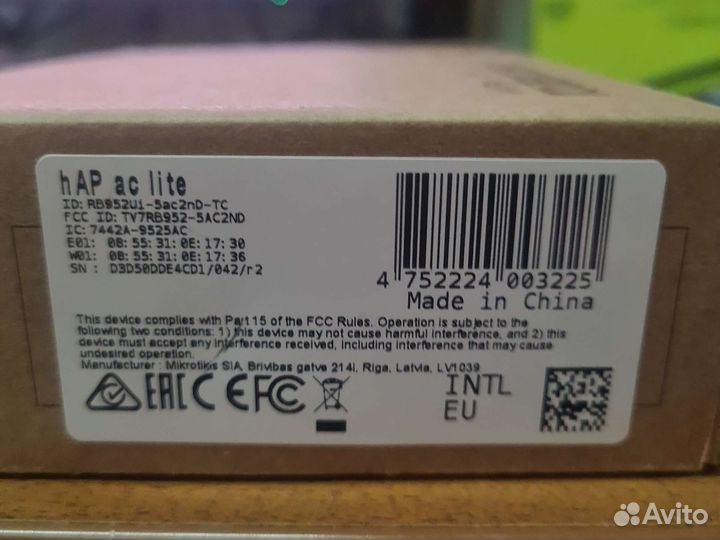 hAP ac lite
ID: RB952Ui-5ac2nD-TC
FCC ID: TV7RB952-5AC2ND
IC: 7442A-9525AC
E01: 08:55:31:0E:17:30
W01: 08:55:31:0E:17:36
SN : D3D50DDE4CD1/042/r2
4 752224 003225
Made in China
This device complies with Part 15 of the FCC Rules. Operation is subject to the
following two conditions: 1) this device may not cause harmful interference, and 2) this
device must accept any interference received, including interference that may cause
undesired operation.
Manufacturer : Mikrotikls SIA, Brivibas gatve 214i, Riga, Latvia, LV1039
EAC CE FC
INTL
EU
Avito